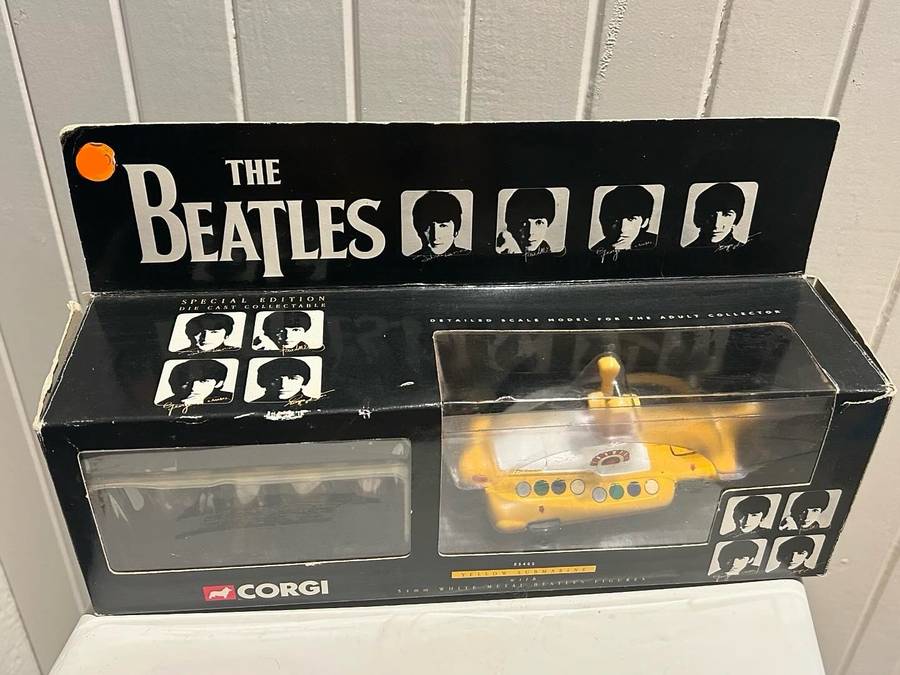 THE
BEATLES
SPECIAL EDITION
DIE CAST COLLECTABLE
DETAILED SCALE MODEL FOR THE ADULT COLLECTOR
YELLOW SUBMARINE
with
54mm WHITE METAL BEATLES FIGURES
CORGI